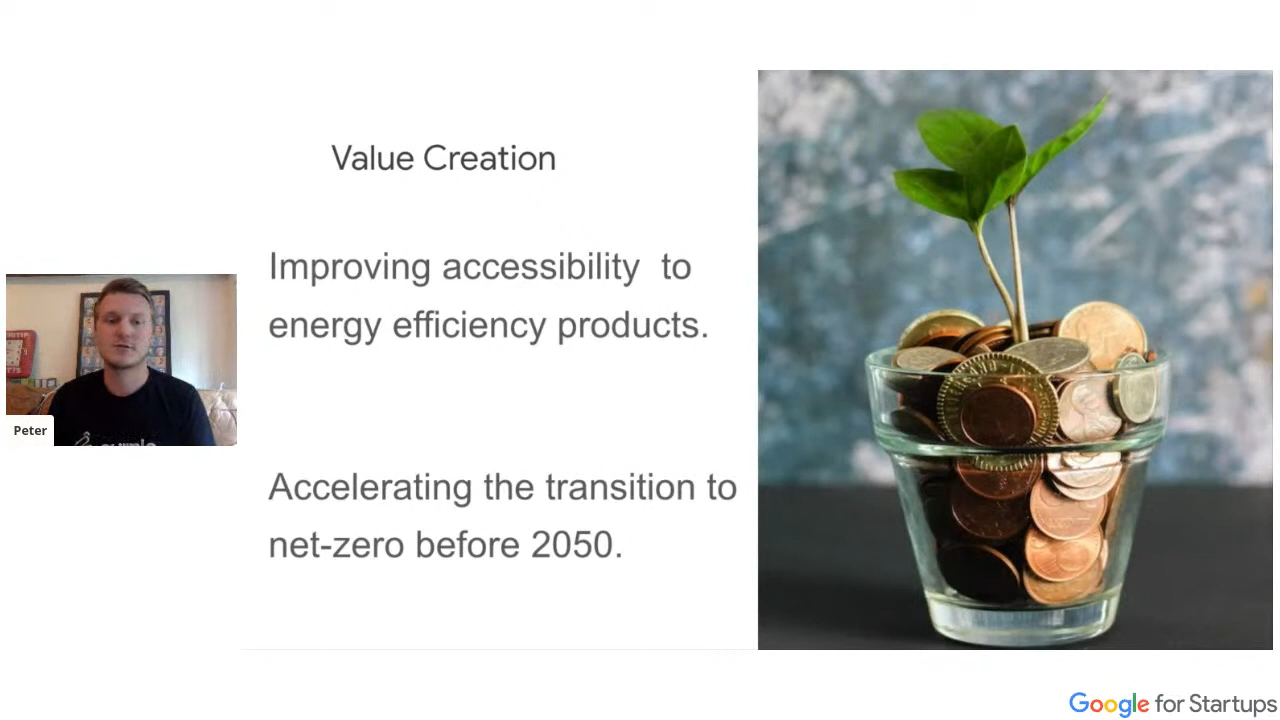 Value Creation
Improving accessibility to
energy efficiency products.
Accelerating the transition to
net-zero before 2050.
Peter
Google for Startups